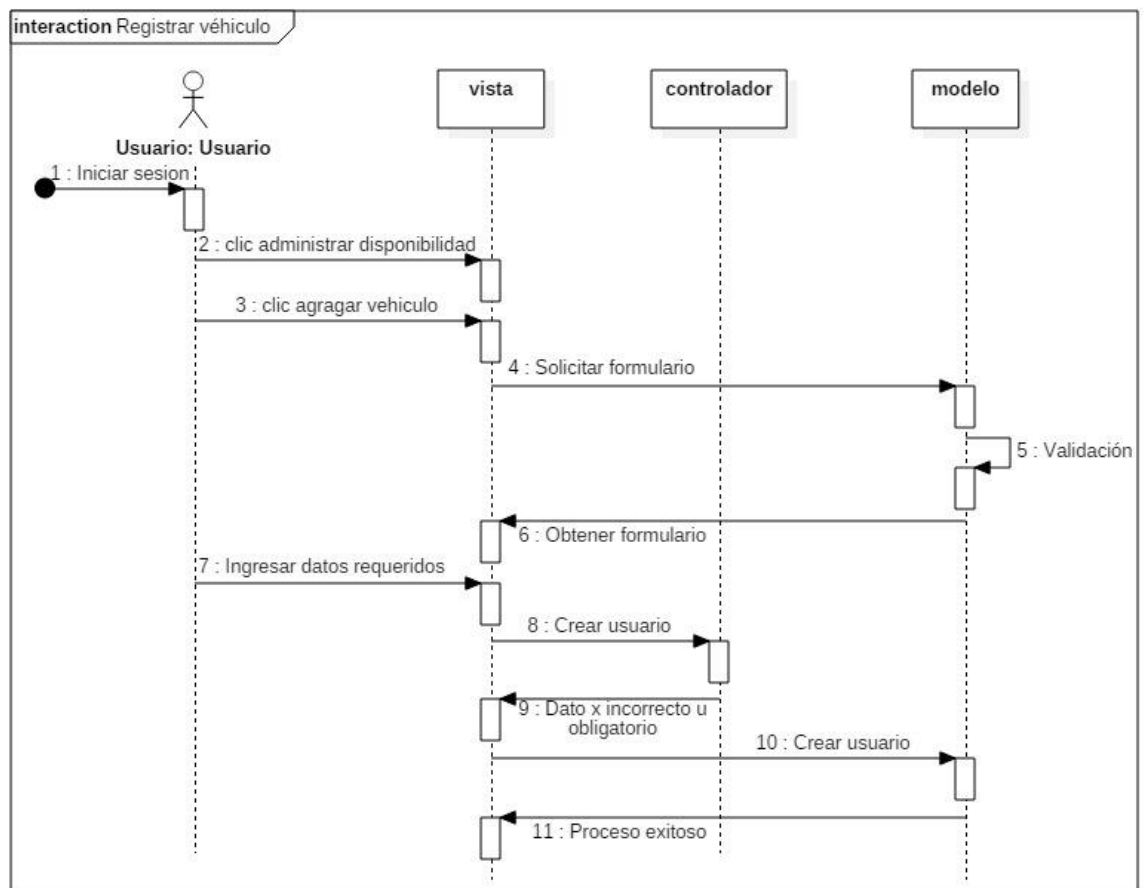 interaction Registrar véhiculo
vista
controlador
modelo
Usuario: Usuario
1 : Iniciar sesion
2 : clic administrar disponibilidad
3 : clic agragar vehiculo
4 : Solicitar formulario
5 : Validación
6 : Obtener formulario
7 : Ingresar datos requeridos
8 : Crear usuario
9 : Dato x incorrecto u
obligatorio
10 : Crear usuario
11 : Proceso exitoso